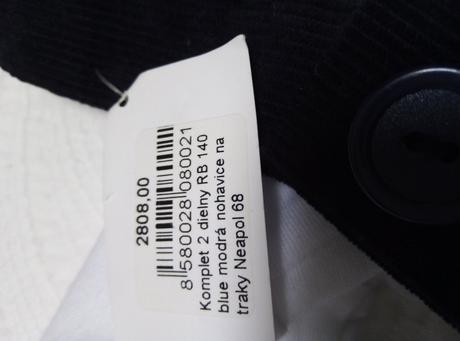 2808,00
8 580028 080021
Komplet 2 dielny RB 140
blue modrá nohavice na
traky Neapol 68